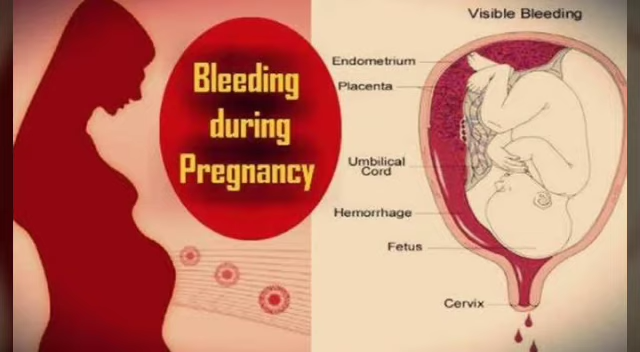 Bleeding
during
Pregnancy
Visible Bleeding
Endometrium
Placenta
Umbilical
Cord
Hemorrhage
Fetus
Cervix